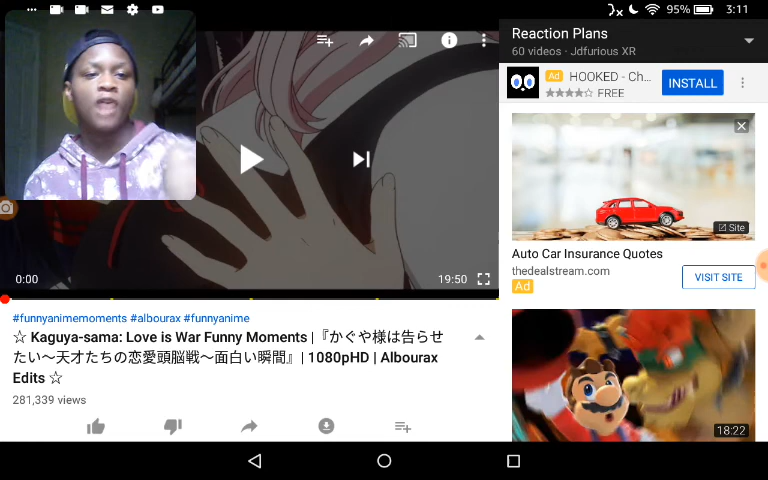 95% 3:11
Reaction Plans
60 videos · Jdfurious XR
Ad HOOKED - Ch...
FREE
INSTALL
0:00
19:50
Site
Auto Car Insurance Quotes
thedealstream.com
Ad
VISIT SITE
#funnyanimemoments #albourax #funnyanime
☆ Kaguya-sama: Love is War Funny Moments |『かぐや様は告らせ
たい〜天才たちの恋愛頭脳戦〜面白い瞬間』| 1080pHD | Albourax
Edits ☆
281,339 views
18:22